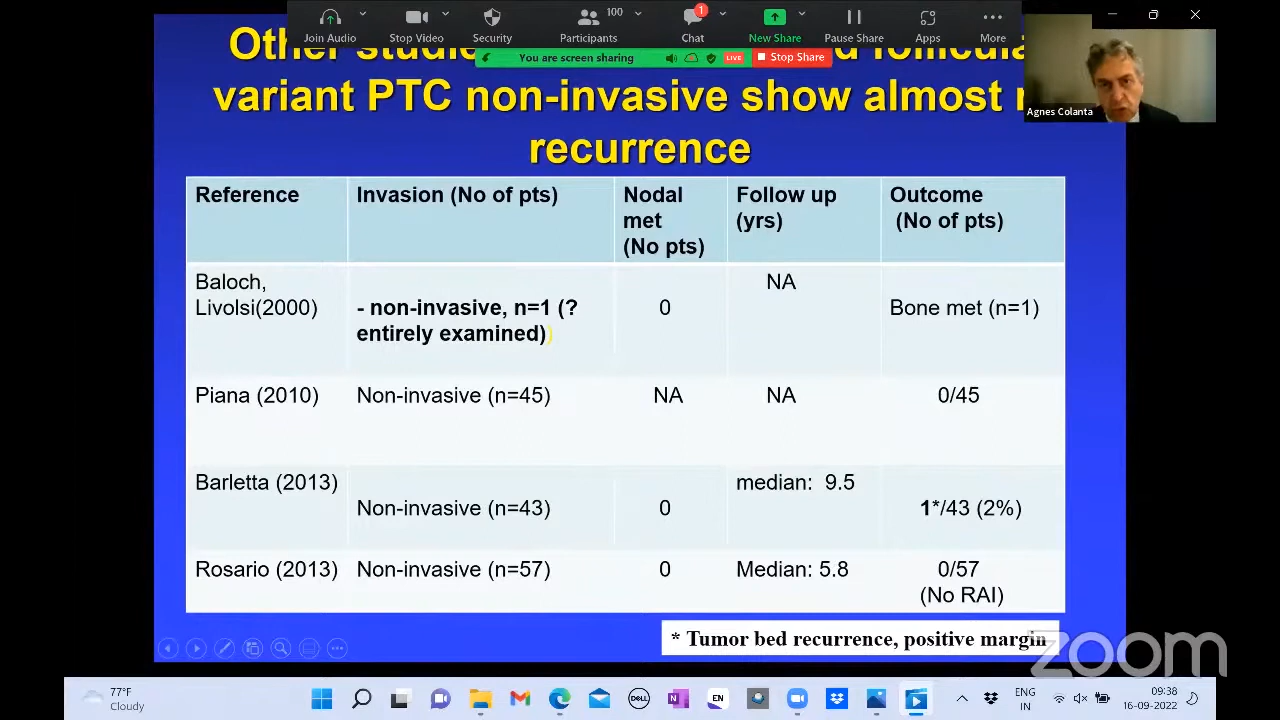 100
1
Join Audio
Stop Video
Security
Participants
Chat
New Share
Pause Share
Apps
More
You are screen sharing
LIVE
Stop Share
Agnes Colanta
Other
variant PTC non-invasive show almost
recurrence
Reference
Invasion (No of pts)
Nodal
met
(No pts)
Follow up
(yrs)
Outcome
(No of pts)
Baloch,
Livolsi(2000)
- non-invasive, n=1 (?
entirely examined))
0
NA
Bone met (n=1)
Piana (2010)
Non-invasive (n=45)
NA
NA
0/45
Barletta (2013)
Non-invasive (n=43)
0
median: 9.5
1*/43 (2%)
Rosario (2013)
Non-invasive (n=57)
0
Median: 5.8
0/57
(No RAI)
* Tumor bed recurrence, positive margin
zoom
77°F
Cloudy
DELL
N
EN
ENG
IN
09:38
16-09-2022